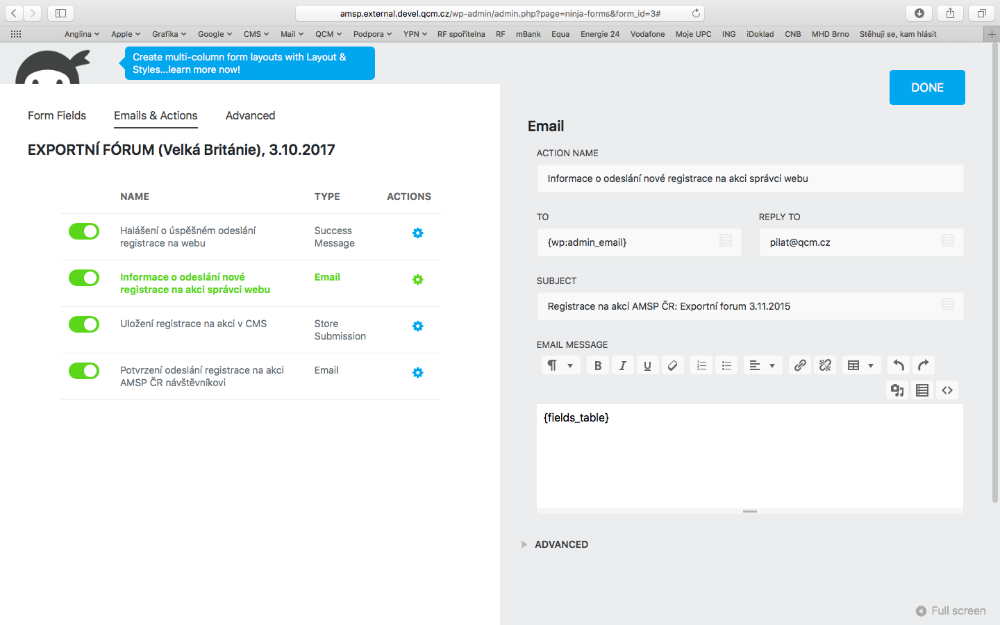 amsp.external.devel.qcm.cz/wp-admin/admin.php?page=ninja-forms&form_id=3#
Anglina Apple Grafika Google CMS Mail QCM Podpora YPN RF spořitelna RF mBank Equa Energie 24 Vodafone Moje UPC ING iDoklad CNB MHD Brno Stěhuji se, kam hlásit
Create multi-column form layouts with Layout &
Styles...learn more now!
DONE
Form Fields Emails & Actions Advanced
EXPORTNÍ FÓRUM (Velká Británie), 3.10.2017
NAME TYPE ACTIONS
Halášení o úspěšném odeslání
registrace na webu
Success
Message
Informace o odeslání nové
registrace na akci správci webu
Email
Uložení registrace na akci v CMS
Store
Submission
Potvrzení odeslání registrace na akci
AMSP ČR návštěvníkovi
Email
Email
ACTION NAME
Informace o odeslání nové registrace na akci správci webu
TO
{wp:admin_email}
REPLY TO
pilat@qcm.cz
SUBJECT
Registrace na akci AMSP ČR: Exportní forum 3.11.2015
EMAIL MESSAGE
{fields_table}
ADVANCED
Full screen